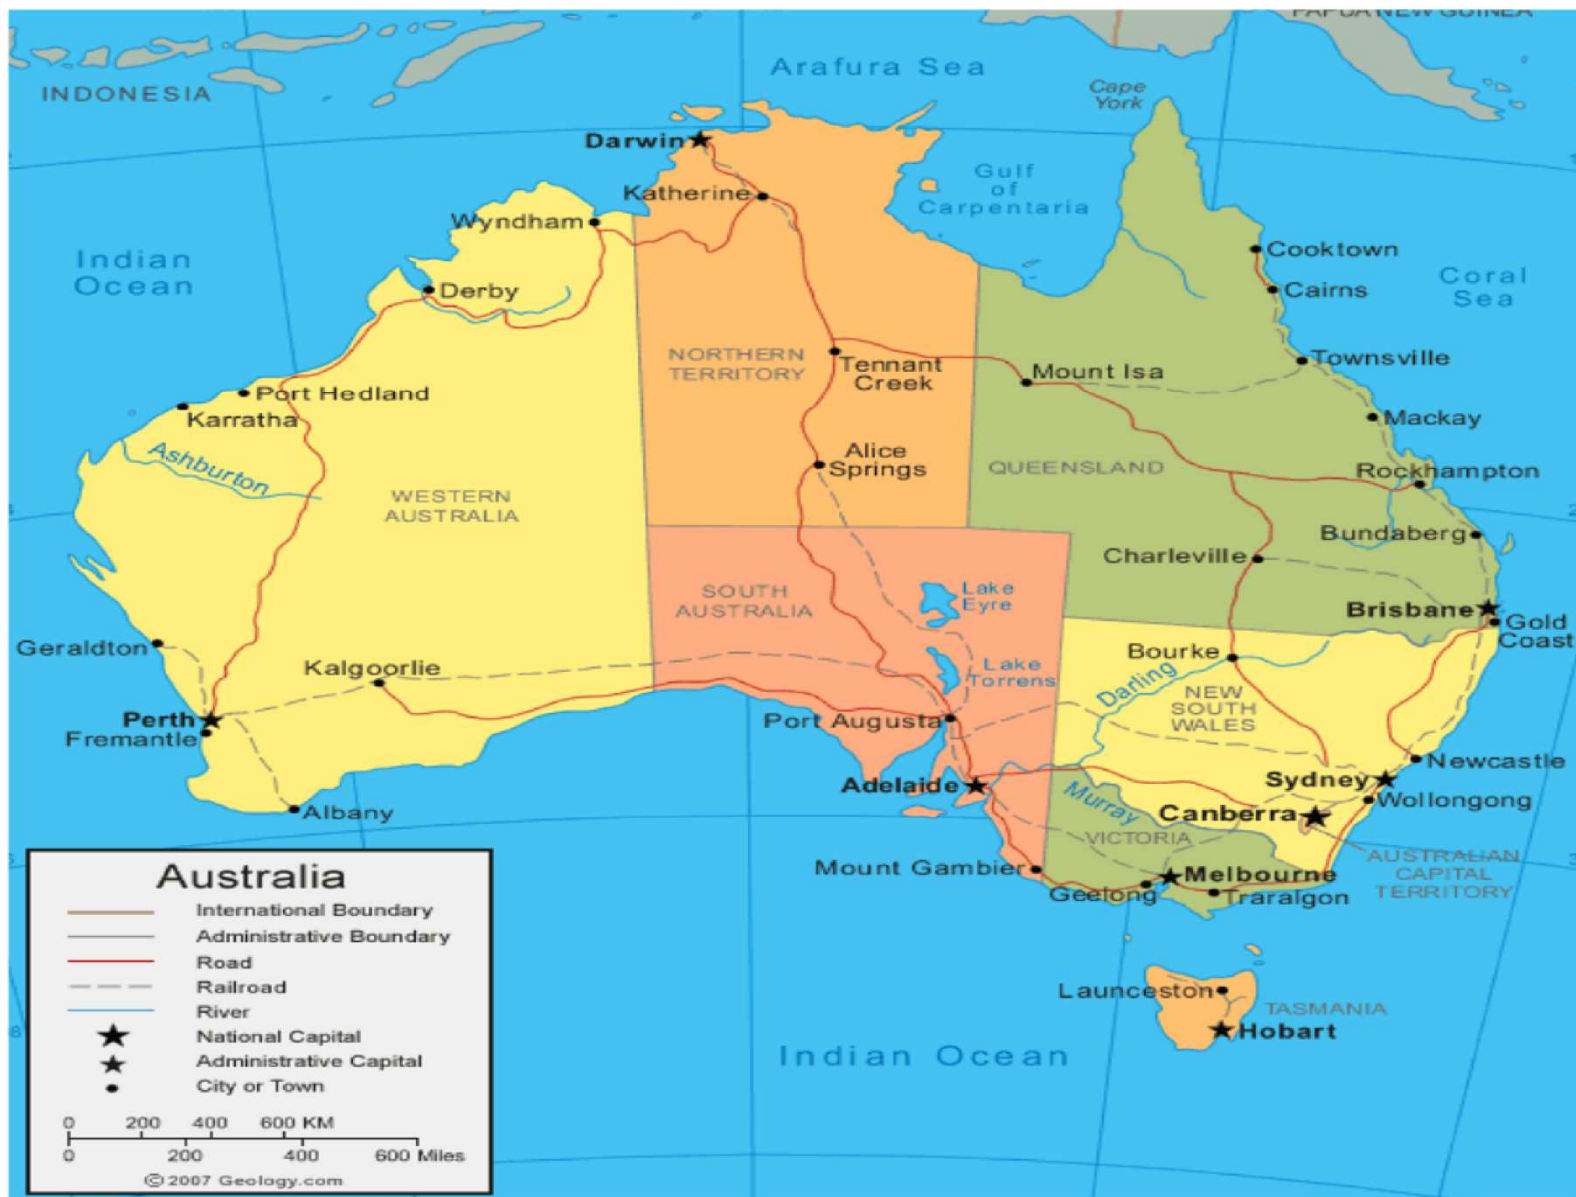 PAPUA NEW GUINEA
Arafura Sea
INDONESIA
Cape
York
Darwin
Gulf
of
Carpentaria
Katherine
Wyndham
Indian
Ocean
Cooktown
Coral
Sea
Derby
Cairns
NORTHERN
TERRITORY
Tennant
Creek
Mount Isa
Townsville
Port Hedland
Karratha
Mackay
Ashburton
Alice
Springs
QUEENSLAND
Rockhampton
WESTERN
AUSTRALIA
Bundaberg
Charleville
SOUTH
AUSTRALIA
Lake
Eyre
Brisbane
Gold
Coast
Geraldton
Kalgoorlie
Lake
Torrens
Bourke
Darling
NEW
SOUTH
WALES
Perth
Fremantle
Port Augusta
Newcastle
Adelaide
Sydney
Wollongong
Albany
Murray
Canberra
VICTORIA
AUSTRALIAN
CAPITAL
TERRITORY
Mount Gambier
Melbourne
Geelong
Traralgon
Launceston
TASMANIA
Hobart
Indian Ocean
Australia
International Boundary
Administrative Boundary
Road
Railroad
River
National Capital
Administrative Capital
City or Town
0 200 400 600 KM
0 200 400 600 Miles
©2007 Geology.com